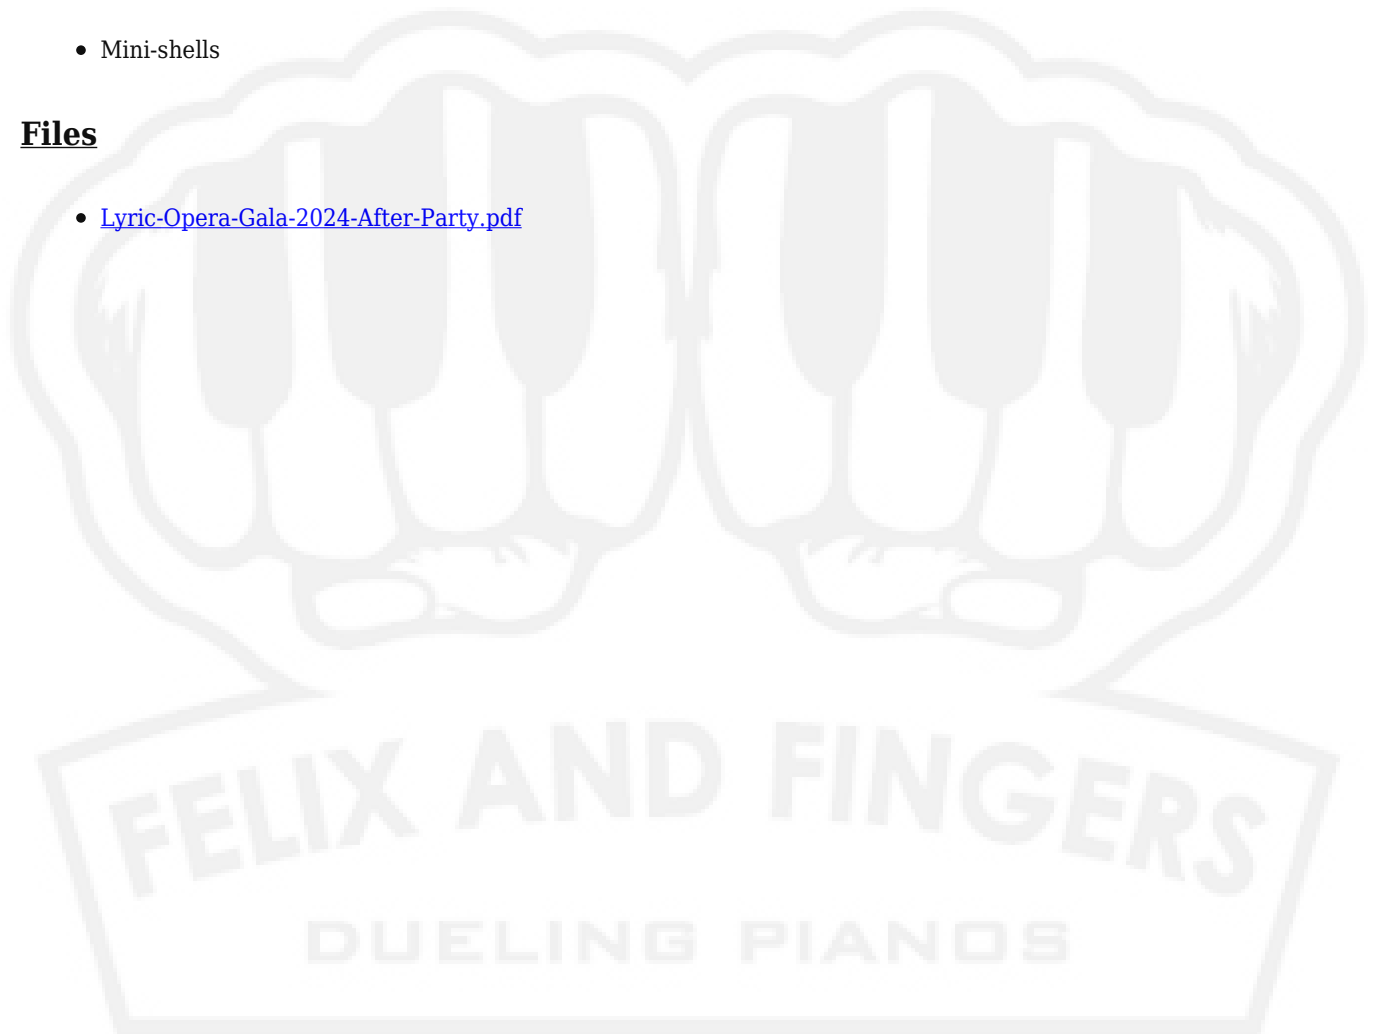 Mini-shells
Files
Lyric-Opera-Gala-2024-After-Party.pdf
FELIX AND FINGERS
DUELING PIANOS